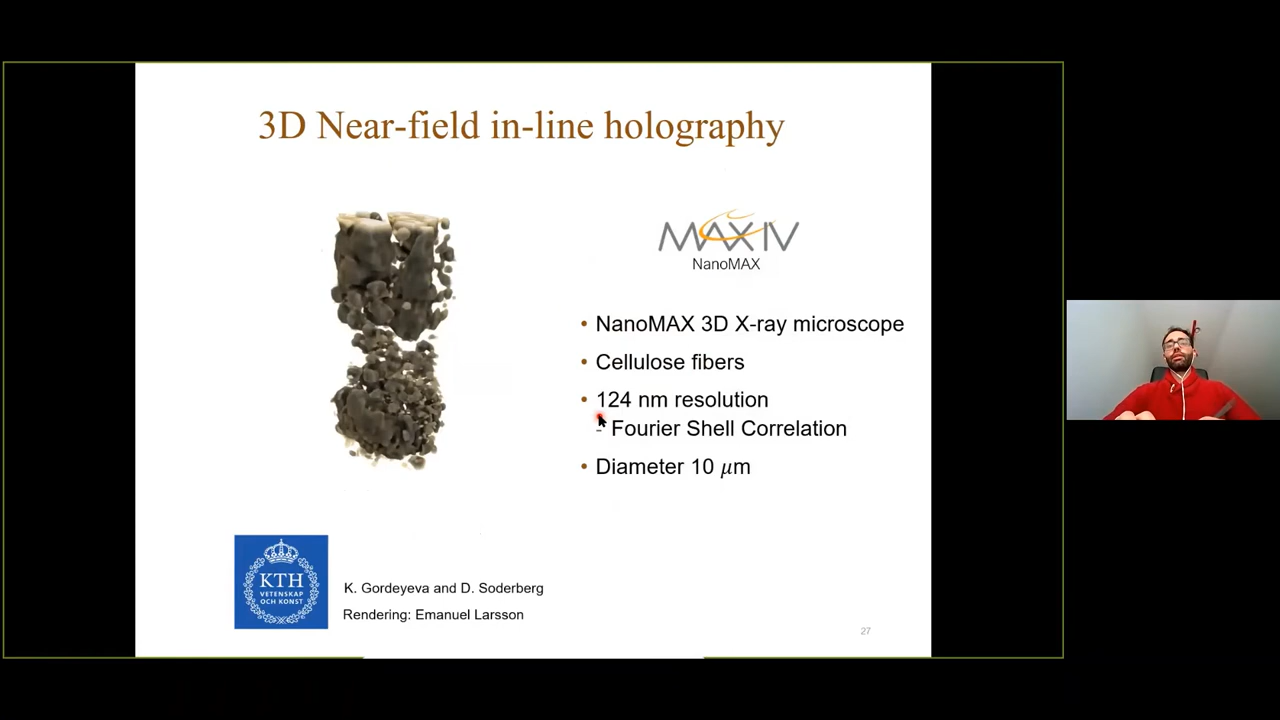 3D Near-field in-line holography
MAX IV
NanoMAX
• NanoMAX 3D X-ray microscope
• Cellulose fibers
• 124 nm resolution
- Fourier Shell Correlation
• Diameter 10 𝜇m
KTH
VETENSKAP
OCH KONST
K. Gordeyeva and D. Soderberg
Rendering: Emanuel Larsson
27